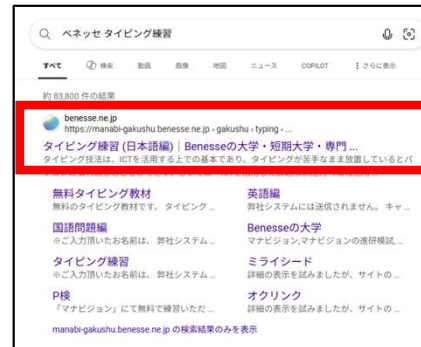 ベネッセ タイピング練習
すべて 検索 動画 画像 地図 ニュース COPILOT さらに表示
約 83,800 件の結果
benesse.ne.jp
https://manabi-gakushu.benesse.ne.jp › gakushu › typing › ...
タイピング練習 (日本語編) | Benesseの大学・短期大学・専門 ...
タイピング技法は、ICTを活用する上での基本であり、タイピングが苦手なまま放置しているとパ
無料タイピング教材
無料のタイピング教材です。 タイピング ...
英語編
弊社システムには送信されません。 キャ ...
国語問題編
※ご入力頂いたお名前は、 弊社システム ...
Benesseの大学
マナビジョン,マナビジョンの進研模試, ...
タイピング練習
※ご入力頂いたお名前は、 弊社システム ...
ミライシード
詳細の表示を試みましたが、サイトの ...
P検
「マナビジョン」にて無料で練習いただ ...
オクリンク
詳細の表示を試みましたが、サイトの ...
manabi-gakushu.benesse.ne.jp の検索結果のみを表示